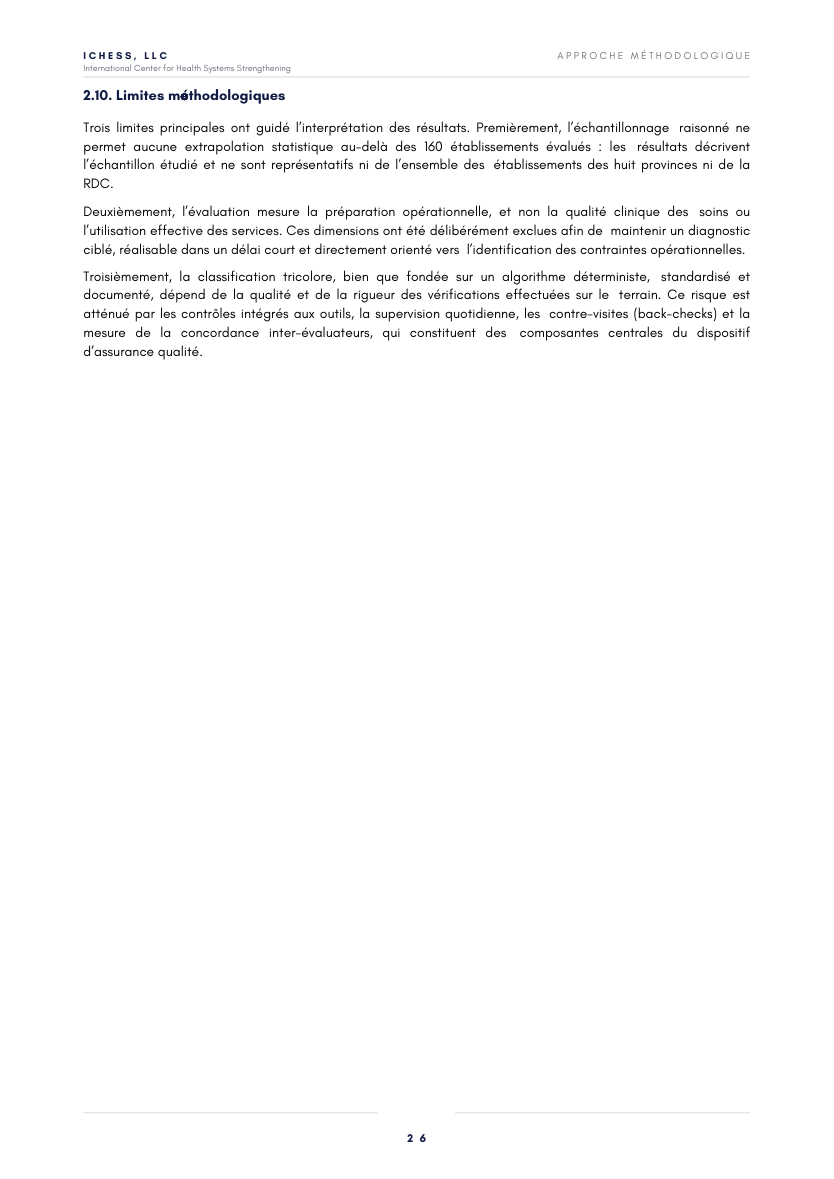 ICHESS, LLC
International Center for Health Systems Strengthening
APPROCHE MÉTHODOLOGIQUE
2.10. Limites méthodologiques
Trois limites principales ont guidé l’interprétation des résultats. Premièrement, l’échantillonnage raisonné ne
permet aucune extrapolation statistique au-delà des 160 établissements évalués : les résultats décrivent
l’échantillon étudié et ne sont représentatifs ni de l’ensemble des établissements des huit provinces ni de la
RDC.
Deuxièmement, l’évaluation mesure la préparation opérationnelle, et non la qualité clinique des soins ou
l’utilisation effective des services. Ces dimensions ont été délibérément exclues afin de maintenir un diagnostic
ciblé, réalisable dans un délai court et directement orienté vers l’identification des contraintes opérationnelles.
Troisièmement, la classification tricolore, bien que fondée sur un algorithme déterministe, standardisé et
documenté, dépend de la qualité et de la rigueur des vérifications effectuées sur le terrain. Ce risque est
atténué par les contrôles intégrés aux outils, la supervision quotidienne, les contre-visites (back-checks) et la
mesure de la concordance inter-évaluateurs, qui constituent des composantes centrales du dispositif
d’assurance qualité.
26